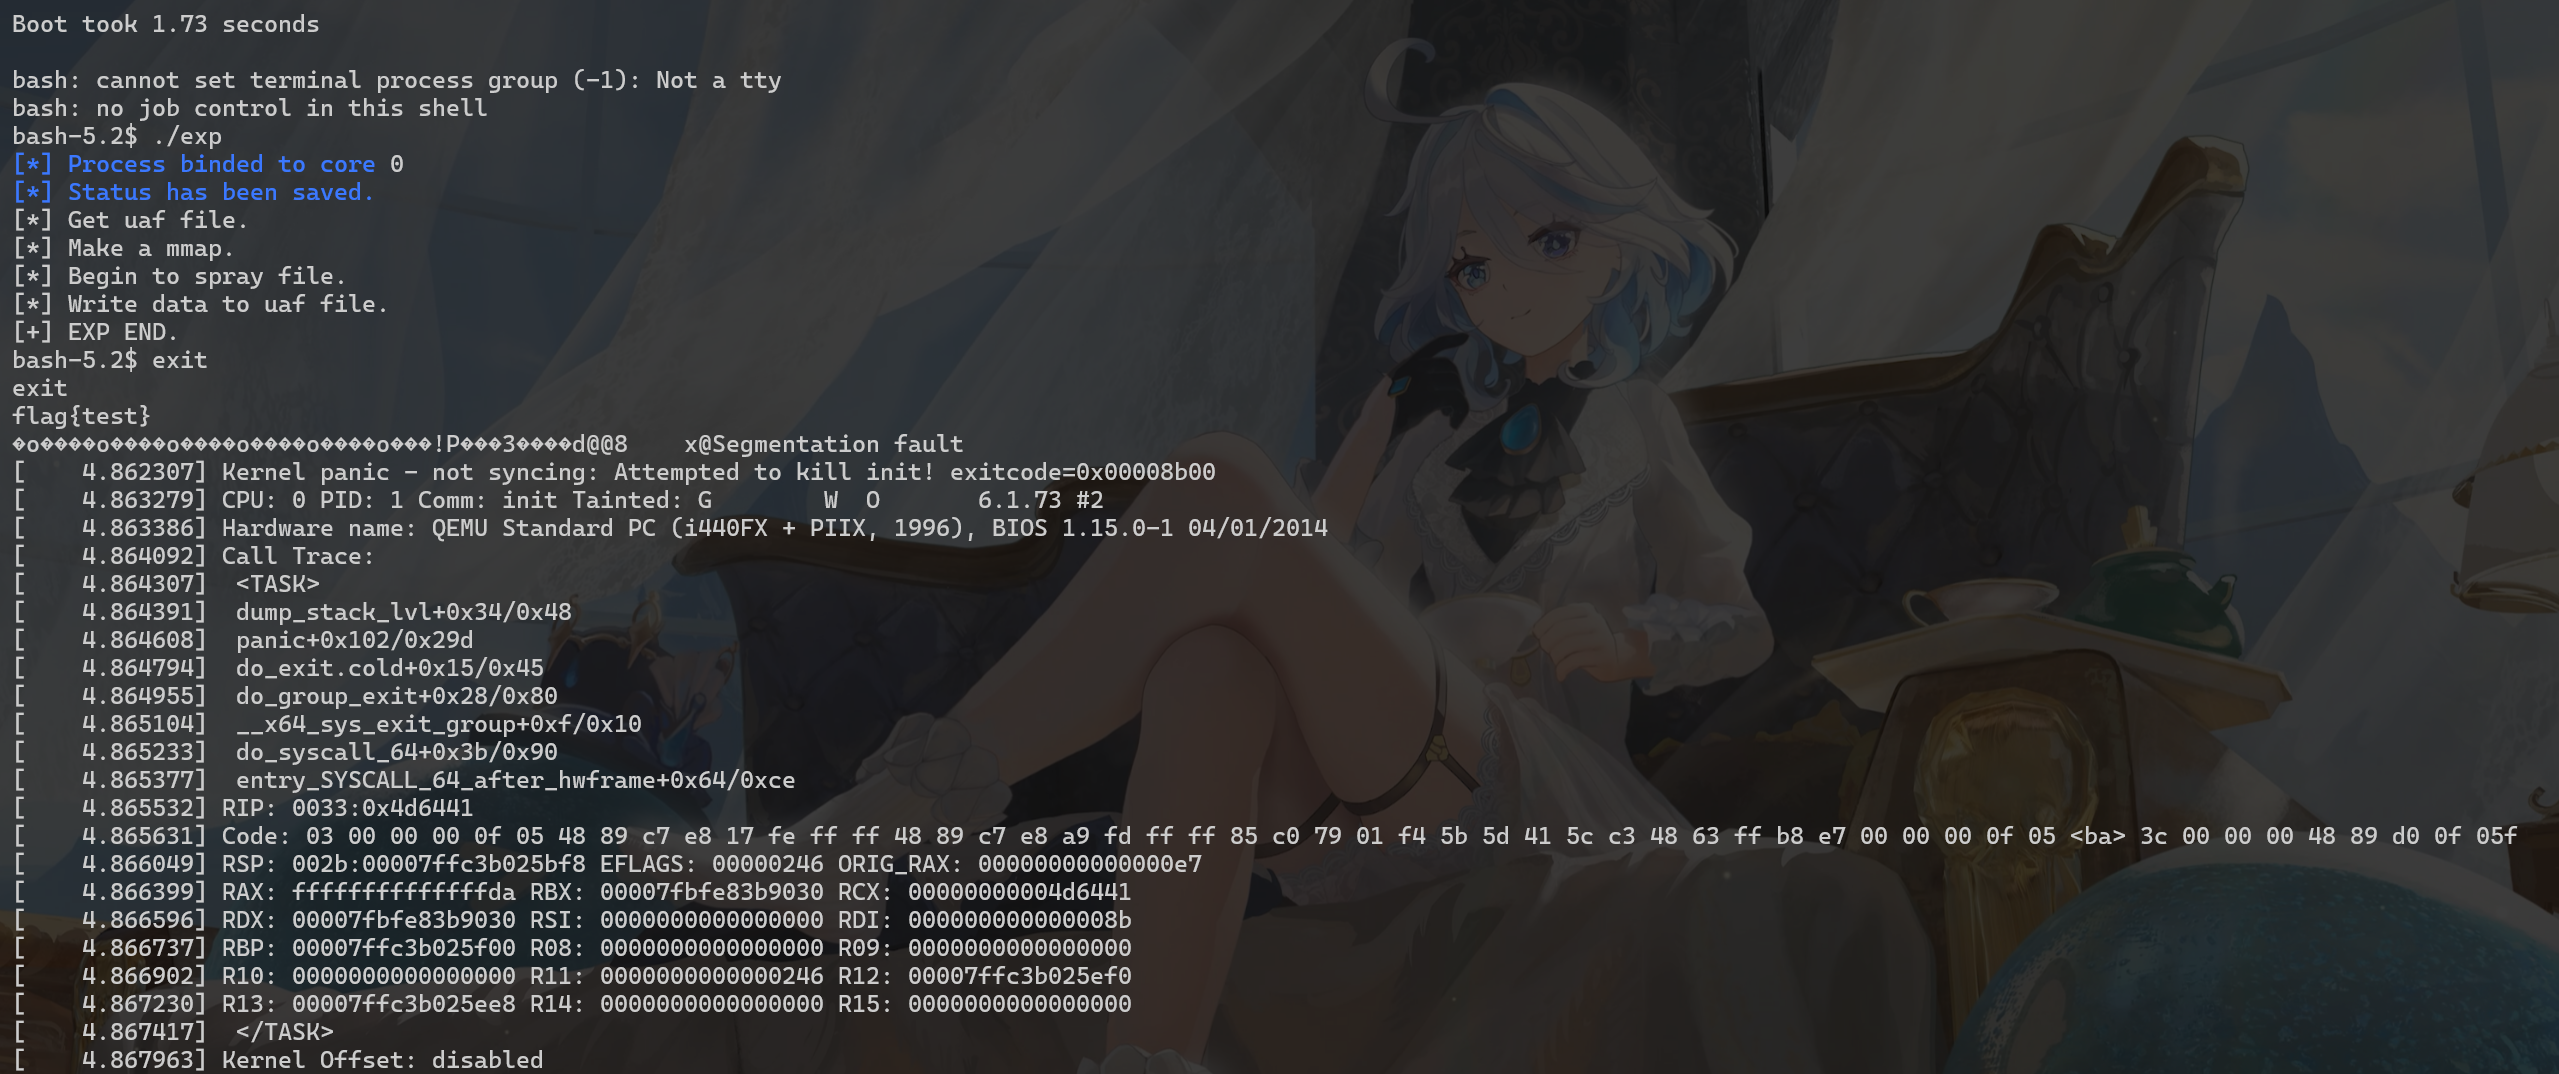 Boot took 1.73 seconds
bash: cannot set terminal process group (-1): Not a tty
bash: no job control in this shell
bash-5.2$ ./exp
[*] Process binded to core 0
[*] Status has been saved.
[*] Get uaf file.
[*] Make a mmap.
[*] Begin to spray file.
[*] Write data to uaf file.
[+] EXP END.
bash-5.2$ exit
exit
flag{test}
�o����o����o����o����o����o���!P���3����d@@8    x@Segmentation fault
[    4.862307] Kernel panic - not syncing: Attempted to kill init! exitcode=0x00008b00
[    4.863279] CPU: 0 PID: 1 Comm: init Tainted: G        W  O       6.1.73 #2
[    4.863386] Hardware name: QEMU Standard PC (i440FX + PIIX, 1996), BIOS 1.15.0-1 04/01/2014
[    4.864092] Call Trace:
[    4.864307]  <TASK>
[    4.864391]  dump_stack_lvl+0x34/0x48
[    4.864608]  panic+0x102/0x29d
[    4.864794]  do_exit.cold+0x15/0x45
[    4.864955]  do_group_exit+0x28/0x80
[    4.865104]  __x64_sys_exit_group+0xf/0x10
[    4.865233]  do_syscall_64+0x3b/0x90
[    4.865377]  entry_SYSCALL_64_after_hwframe+0x64/0xce
[    4.865532] RIP: 0033:0x4d6441
[    4.865631] Code: 03 00 00 00 0f 05 48 89 c7 e8 17 fe ff ff 48 89 c7 e8 a9 fd ff ff 85 c0 79 01 f4 5b 5d 41 5c c3 48 63 ff b8 e7 00 00 00 0f 05 <ba> 3c 00 00 00 48 89 d0 0f 05f
[    4.866049] RSP: 002b:00007ffc3b025bf8 EFLAGS: 00000246 ORIG_RAX: 00000000000000e7
[    4.866399] RAX: ffffffffffffffda RBX: 00007fbfe83b9030 RCX: 00000000004d6441
[    4.866596] RDX: 00007fbfe83b9030 RSI: 0000000000000000 RDI: 000000000000008b
[    4.866737] RBP: 00007ffc3b025f00 R08: 0000000000000000 R09: 0000000000000000
[    4.866902] R10: 0000000000000000 R11: 0000000000000246 R12: 00007ffc3b025ef0
[    4.867230] R13: 00007ffc3b025ee8 R14: 0000000000000000 R15: 0000000000000000
[    4.867417]  </TASK>
[    4.867963] Kernel Offset: disabled